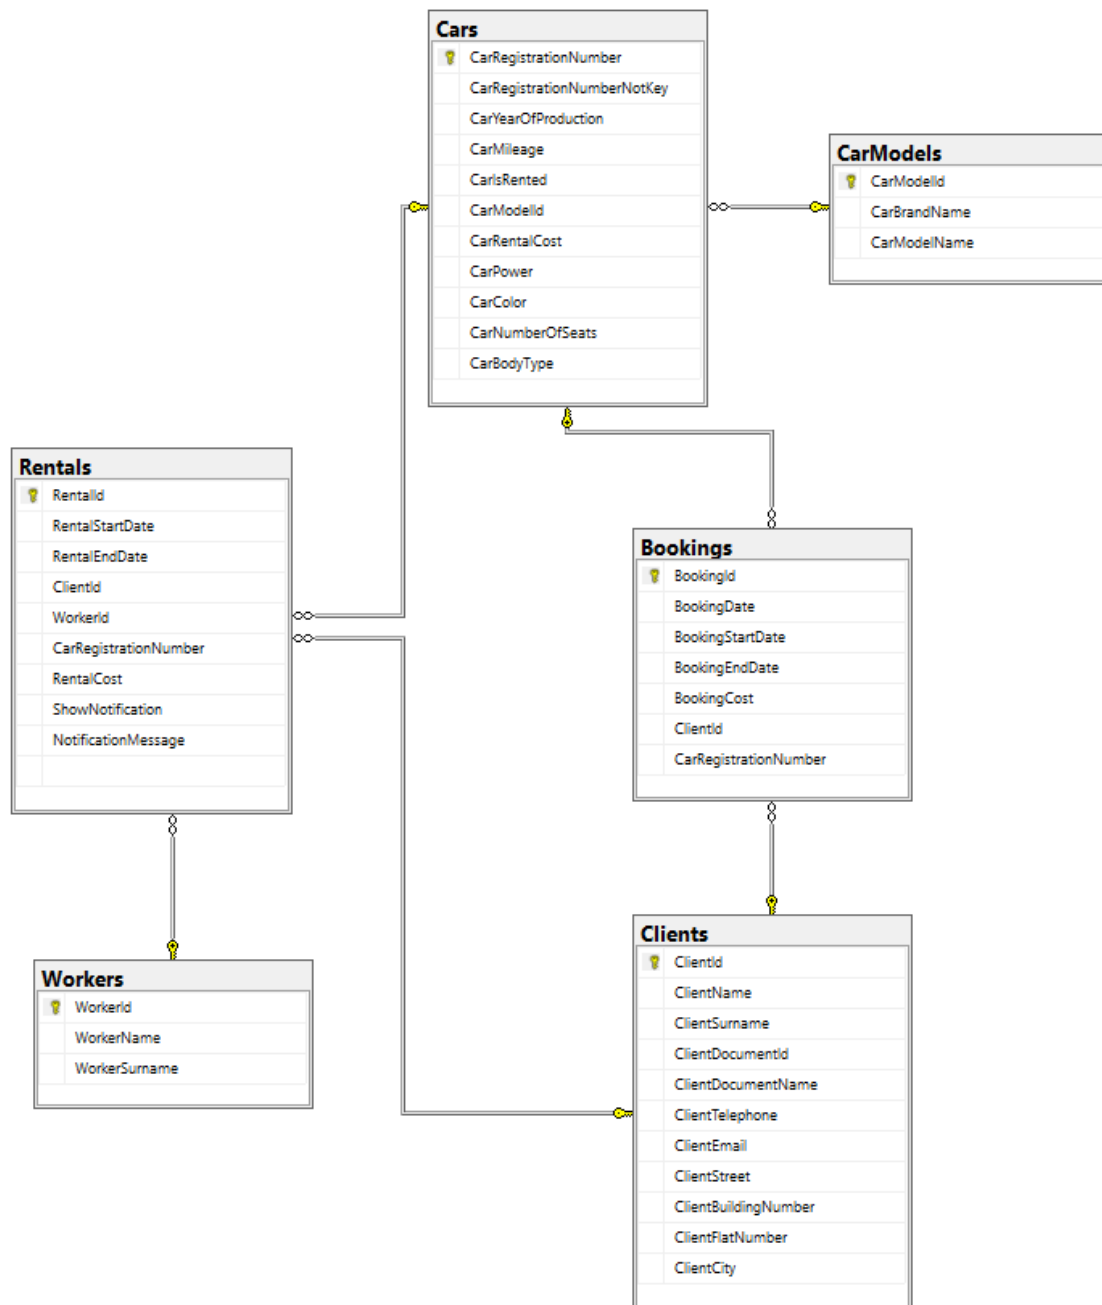 Cars
CarRegistrationNumber
CarRegistrationNumberNotKey
CarYearOfProduction
CarMileage
CarIsRented
CarModelId
CarRentalCost
CarPower
CarColor
CarNumberOfSeats
CarBodyType
CarModels
CarModelId
CarBrandName
CarModelName
Rentals
RentalId
RentalStartDate
RentalEndDate
ClientId
WorkerId
CarRegistrationNumber
RentalCost
ShowNotification
NotificationMessage
Bookings
BookingId
BookingDate
BookingStartDate
BookingEndDate
BookingCost
ClientId
CarRegistrationNumber
Workers
WorkerId
WorkerName
WorkerSurname
Clients
ClientId
ClientName
ClientSurname
ClientDocumentId
ClientDocumentName
ClientTelephone
ClientEmail
ClientStreet
ClientBuildingNumber
ClientFlatNumber
ClientCity